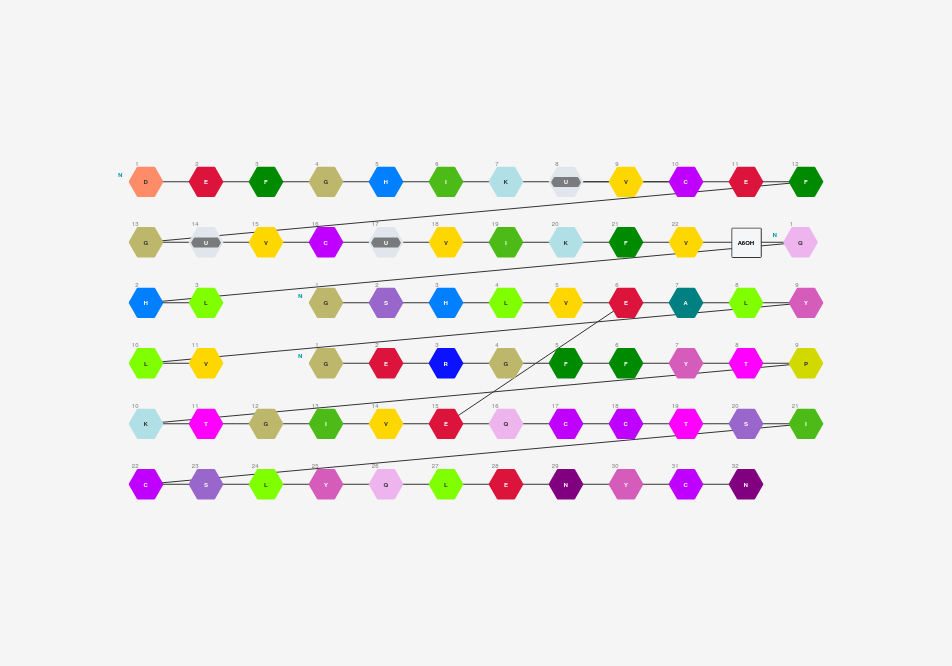 1 2 3 4 5 6 7 8 9 10 11 12
N D E F G H I K U V C E F
13 14 15 16 17 18 19 20 21 22 N 1
G U V C U V I K F V A6OH Q
2 3 N 1 2 3 4 5 6 7 8 9
H L G S H L V E A L Y
10 11 N 1 2 3 4 5 6 7 8 9
L V G E R G F F Y T P
10 11 12 13 14 15 16 17 18 19 20 21
K T G I V E Q C C T S I
22 23 24 25 26 27 28 29 30 31 32
C S L Y Q L E N Y C N